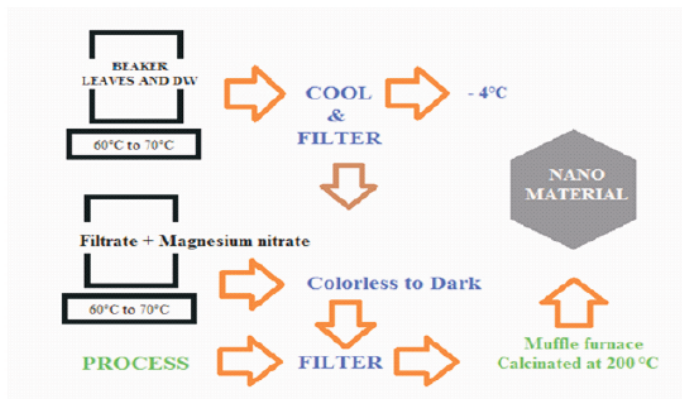 BEAKER
LEAVES AND DW
60°C to 70°C
COOL
&
FILTER
- 4°C
NANO
MATERIAL
Filtrate + Magnesium nitrate
60°C to 70°C
Colorless to Dark
PROCESS
FILTER
Muffle furnace
Calcinated at 200 °C